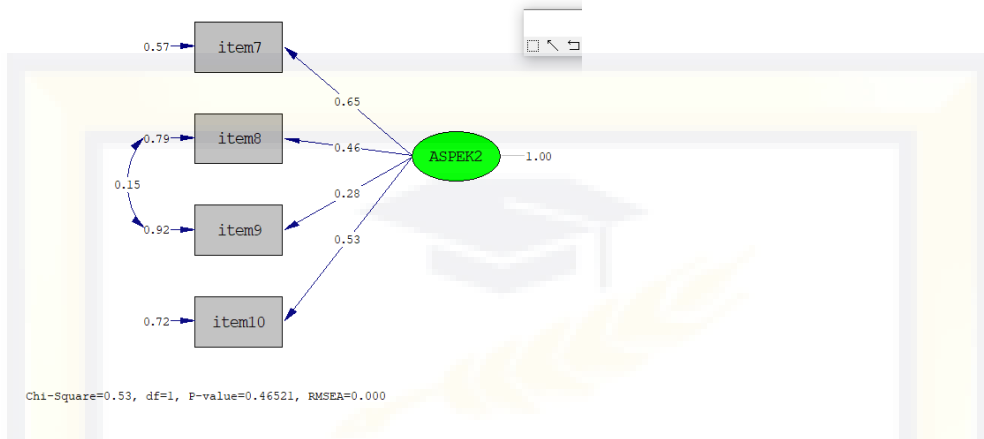 0.57
item7
0.65
0.79
item8
0.46
ASPEK2
1.00
0.15
0.28
0.92
item9
0.53
0.72
item10
Chi-Square=0.53, df=1, P-value=0.46521, RMSEA=0.000